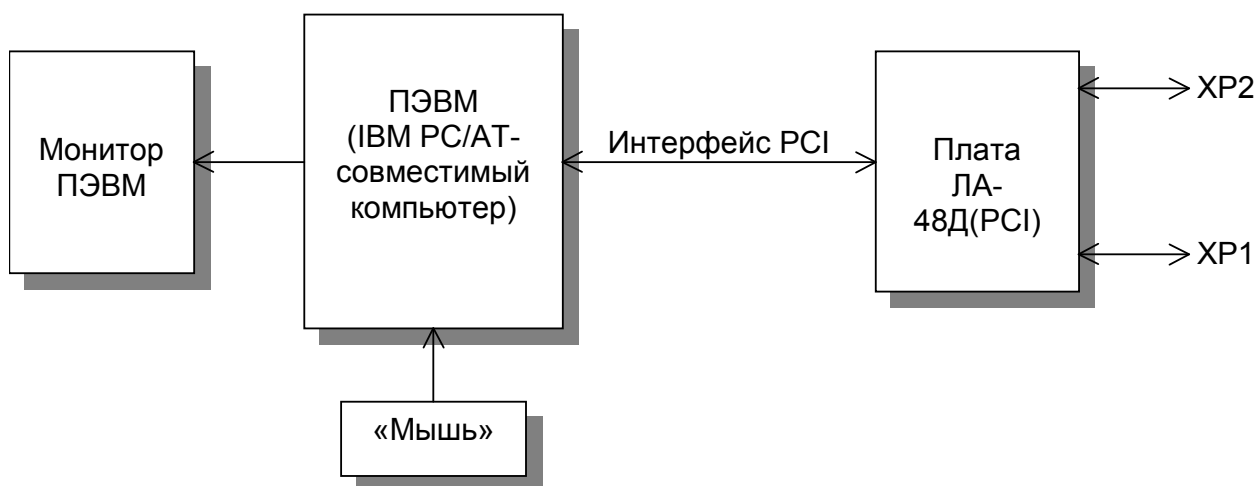 Монитор
ПЭВМ
ПЭВМ
(IBM PC/AT-
совместимый
компьютер)
Интерфейс PCI
Плата
ЛА-
48Д(PCI)
XP2
XP1
«Мышь»